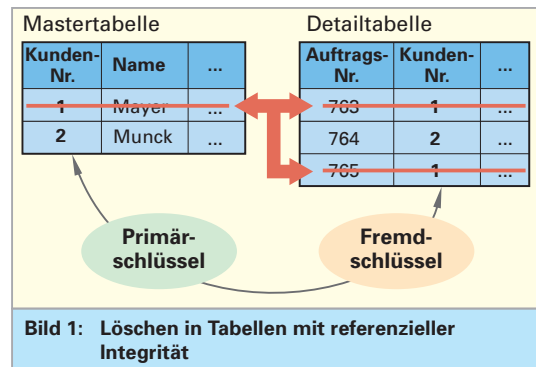 Mastertabelle
Kunden-Nr. Name ...
1 Mayer ...
2 Munck ...
Detailtabelle
Auftrags-Nr. Kunden-Nr. ...
763 1 ...
764 2 ...
765 1 ...
Primär-
schlüssel
Fremd-
schlüssel
Bild 1: Löschen in Tabellen mit referenzieller
Integrität